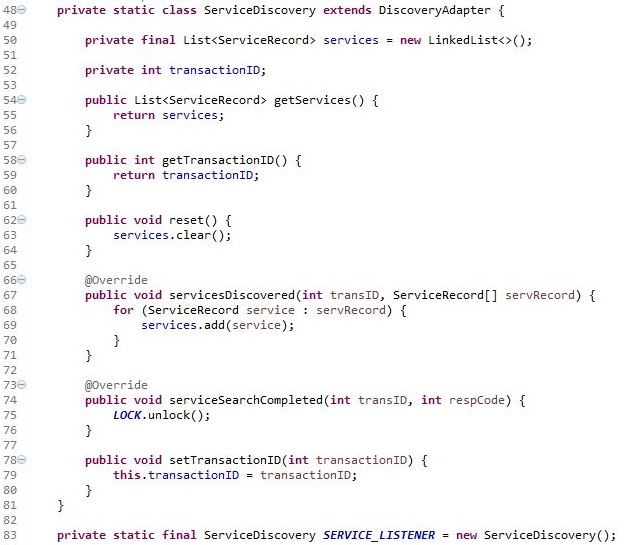 48 private static class ServiceDiscovery extends DiscoveryAdapter {
49
50 private final List<ServiceRecord> services = new LinkedList<>();
51
52 private int transactionID;
53
54 public List<ServiceRecord> getServices() {
55 return services;
56 }
57
58 public int getTransactionID() {
59 return transactionID;
60 }
61
62 public void reset() {
63 services.clear();
64 }
65
66 @Override
67 public void servicesDiscovered(int transID, ServiceRecord[] servRecord) {
68 for (ServiceRecord service : servRecord) {
69 services.add(service);
70 }
71 }
72
73 @Override
74 public void serviceSearchCompleted(int transID, int respCode) {
75 LOCK.unlock();
76 }
77
78 public void setTransactionID(int transactionID) {
79 this.transactionID = transactionID;
80 }
81 }
82
83 private static final ServiceDiscovery SERVICE_LISTENER = new ServiceDiscovery();